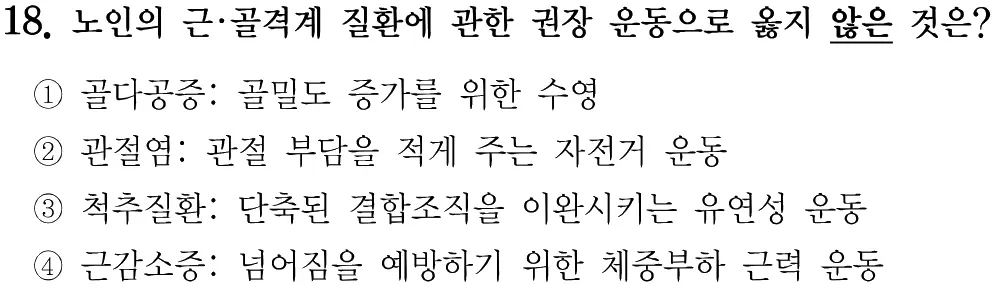 18. 노인의 근·골격계 질환에 관한 권장 운동으로 옳지 않은 것은?
① 골다공증: 골밀도 증가를 위한 수영
② 관절염: 관절 부담을 적게 주는 자전거 운동
③ 척추질환: 단축된 결합조직을 이완시키는 유연성 운동
④ 근감소증: 넘어짐을 예방하기 위한 체중부하 근력 운동